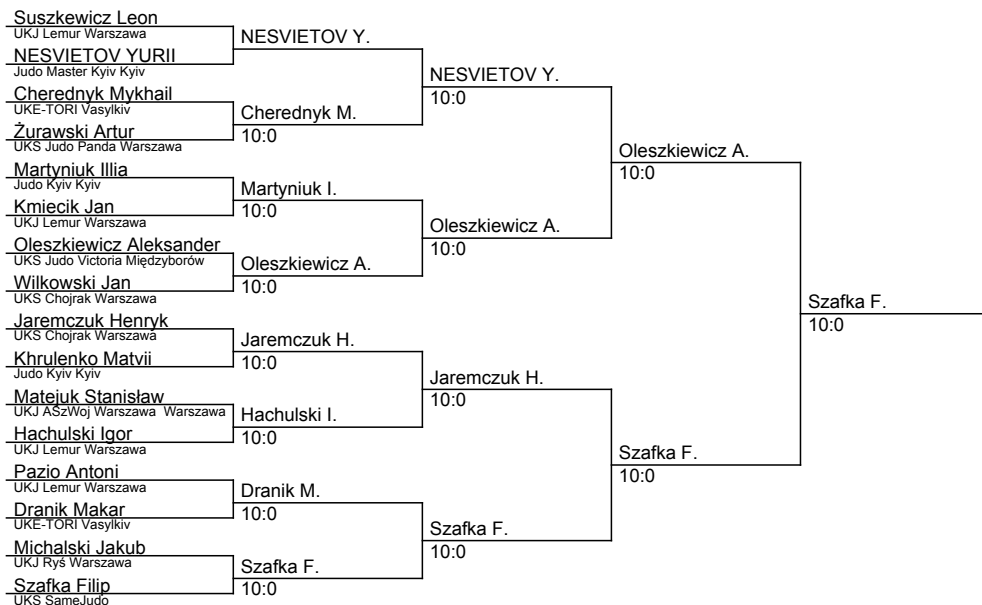 Suszkewicz Leon
UKJ Lemur Warszawa
NESVIETOV YURII
Judo Master Kyiv Kyiv
Cherednyk Mykhail
UKE-TORI Vasylkiv
Żurawski Artur
UKS Judo Panda Warszawa
Martyniuk Illia
Judo Kyiv Kyiv
Kmiecik Jan
UKJ Lemur Warszawa
Oleszkiewicz Aleksander
UKS Judo Victoria Międzyborów
Wilkowski Jan
UKS Chojrak Warszawa
Jaremczuk Henryk
UKS Chojrak Warszawa
Khrulenko Matvii
Judo Kyiv Kyiv
Matejuk Stanisław
UKJ ASzWoj Warszawa Warszawa
Hachulski Igor
UKJ Lemur Warszawa
Pazio Antoni
UKJ Lemur Warszawa
Dranik Makar
UKE-TORI Vasylkiv
Michalski Jakub
UKJ Ryś Warszawa
Szafka Filip
UKS SameJudo
NESVIETOV Y.
Cherednyk M.
10:0
Martyniuk I.
10:0
Oleszkiewicz A.
10:0
Jaremczuk H.
10:0
Hachulski I.
10:0
Dranik M.
10:0
Szafka F.
10:0
NESVIETOV Y.
10:0
Oleszkiewicz A.
10:0
Jaremczuk H.
10:0
Szafka F.
10:0
Oleszkiewicz A.
10:0
Szafka F.
10:0
Szafka F.
10:0